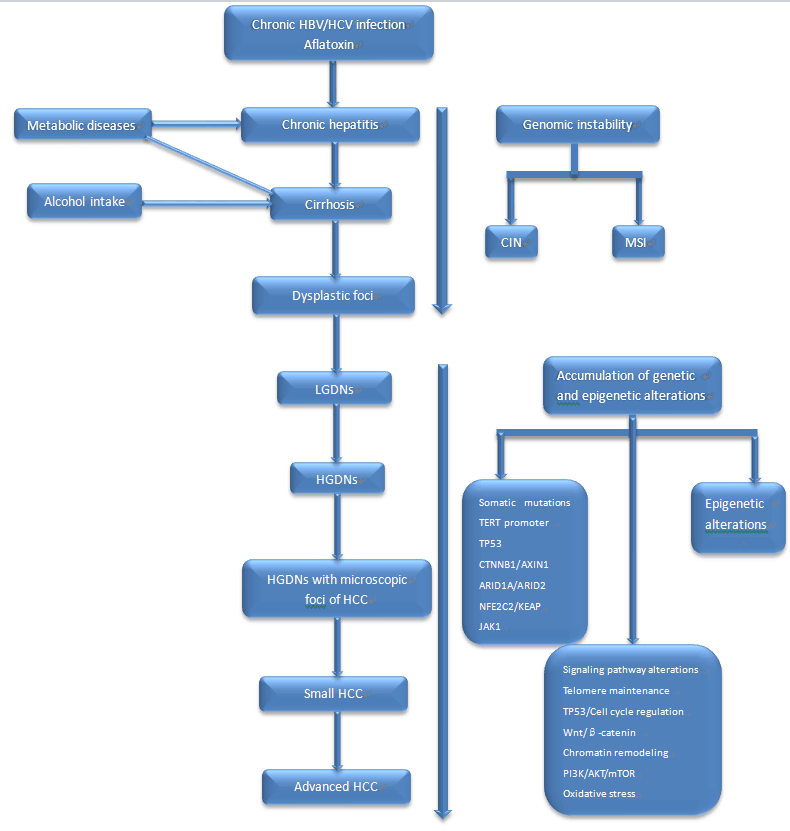 Chronic HBV/HCV infection
Aflatoxin
Metabolic diseases
Chronic hepatitis
Genomic instability
Alcohol intake
Cirrhosis
CIN
MSI
Dysplastic foci
LGDNs
Accumulation of genetic
and epigenetic alterations
HGDNs
Somatic mutations
TERT promoter
TP53
CTNNB1/AXIN1
ARID1A/ARID2
NFE2C2/KEAP
JAK1
Epigenetic
alterations
HGDNs with microscopic
foci of HCC
Small HCC
Signaling pathway alterations
Telomere maintenance
TP53/Cell cycle regulation
Wnt/β-catenin
Chromatin remodeling
PI3K/AKT/mTOR
Oxidative stress
Advanced HCC